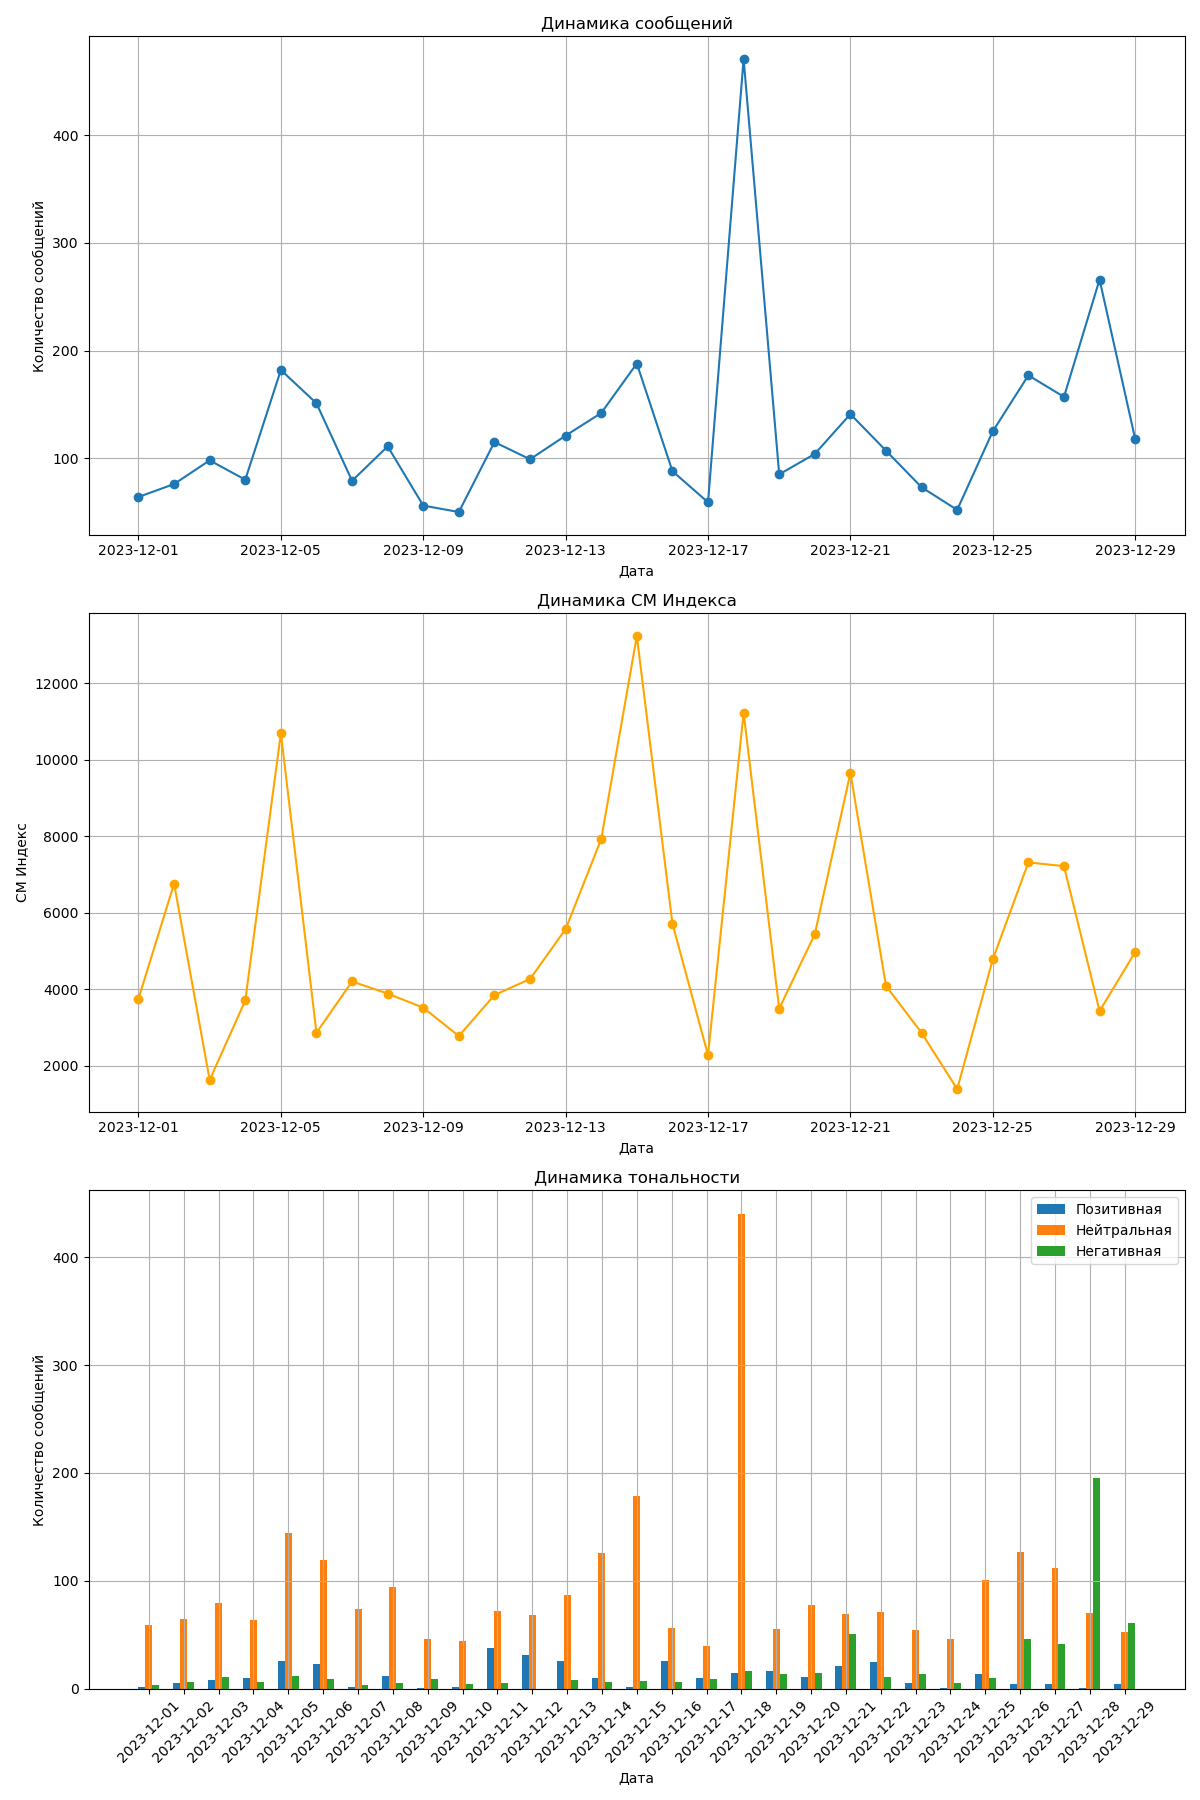 Динамика сообщений
Количество сообщений
400
300
200
100
2023-12-01 2023-12-05 2023-12-09 2023-12-13 2023-12-17 2023-12-21 2023-12-25 2023-12-29
Дата
Динамика СМ Индекса
СМ Индекс
12000
10000
8000
6000
4000
2000
2023-12-01 2023-12-05 2023-12-09 2023-12-13 2023-12-17 2023-12-21 2023-12-25 2023-12-29
Дата
Динамика тональности
Позитивная
Нейтральная
Негативная
Количество сообщений
400
300
200
100
0
2023-12-01 2023-12-02 2023-12-03 2023-12-04 2023-12-05 2023-12-06 2023-12-07 2023-12-08 2023-12-09 2023-12-10 2023-12-11 2023-12-12 2023-12-13 2023-12-14 2023-12-15 2023-12-16 2023-12-17 2023-12-18 2023-12-19 2023-12-20 2023-12-21 2023-12-22 2023-12-23 2023-12-24 2023-12-25 2023-12-26 2023-12-27 2023-12-28 2023-12-29
Дата